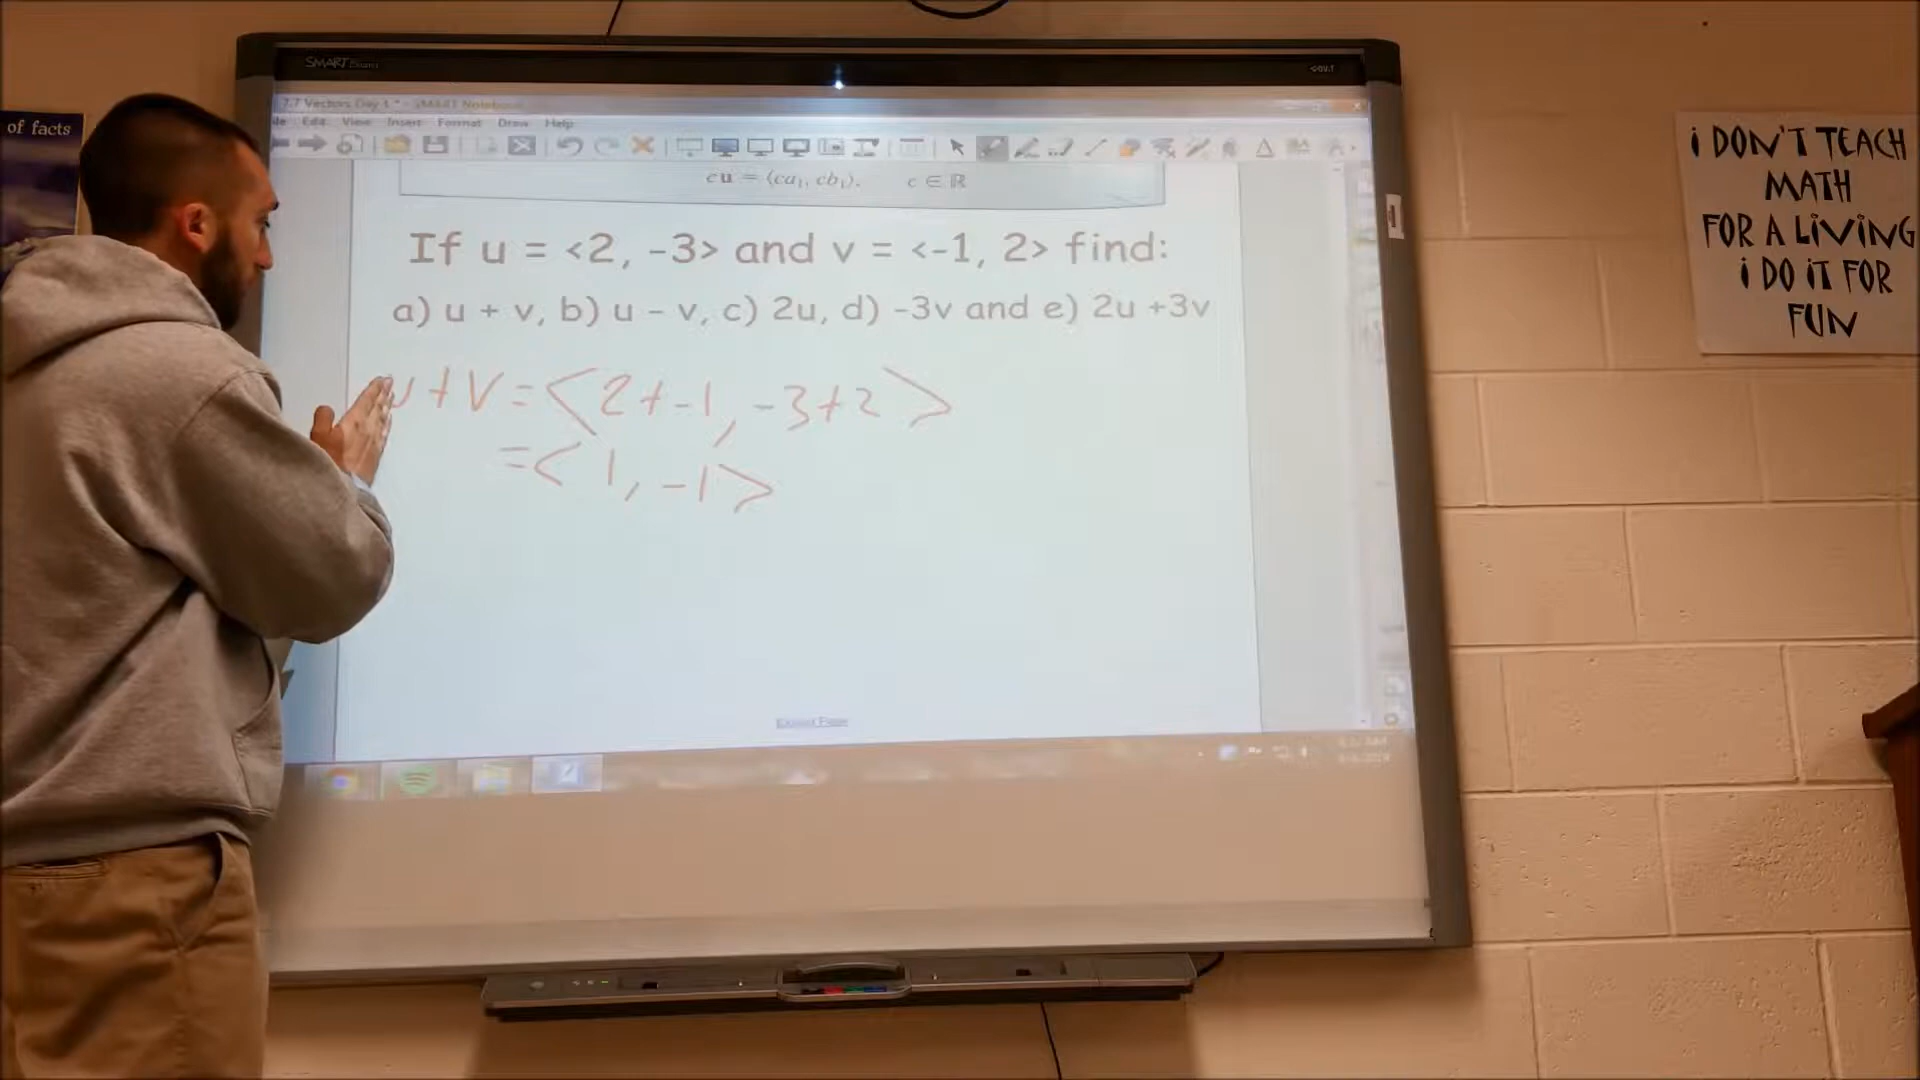 of facts
SMART Board
7.7 Vectors Day 1 * - SMART Notebook
Edit View Insert Format Draw Help
cu = ⟨ca₁, cb₁⟩, c ∈ ℝ
If u = <2, -3> and v = <-1, 2> find:
a) u + v, b) u - v, c) 2u, d) -3v and e) 2u +3v
u+v=<2+-1, -3+2>
=<1, -1>
Extend Page
i DON'T TEACH
MATH
FOR A LiViNG
i DO iT FOR
FUN